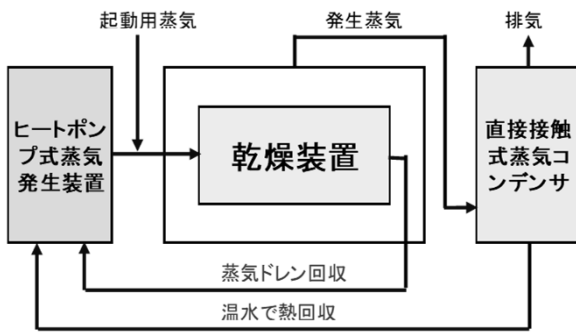 起動用蒸気
発生蒸気
排気
ヒートポン
プ式蒸気
発生装置
乾燥装置
直接接触
式蒸気コ
ンデンサ
蒸気ドレン回収
温水で熱回収